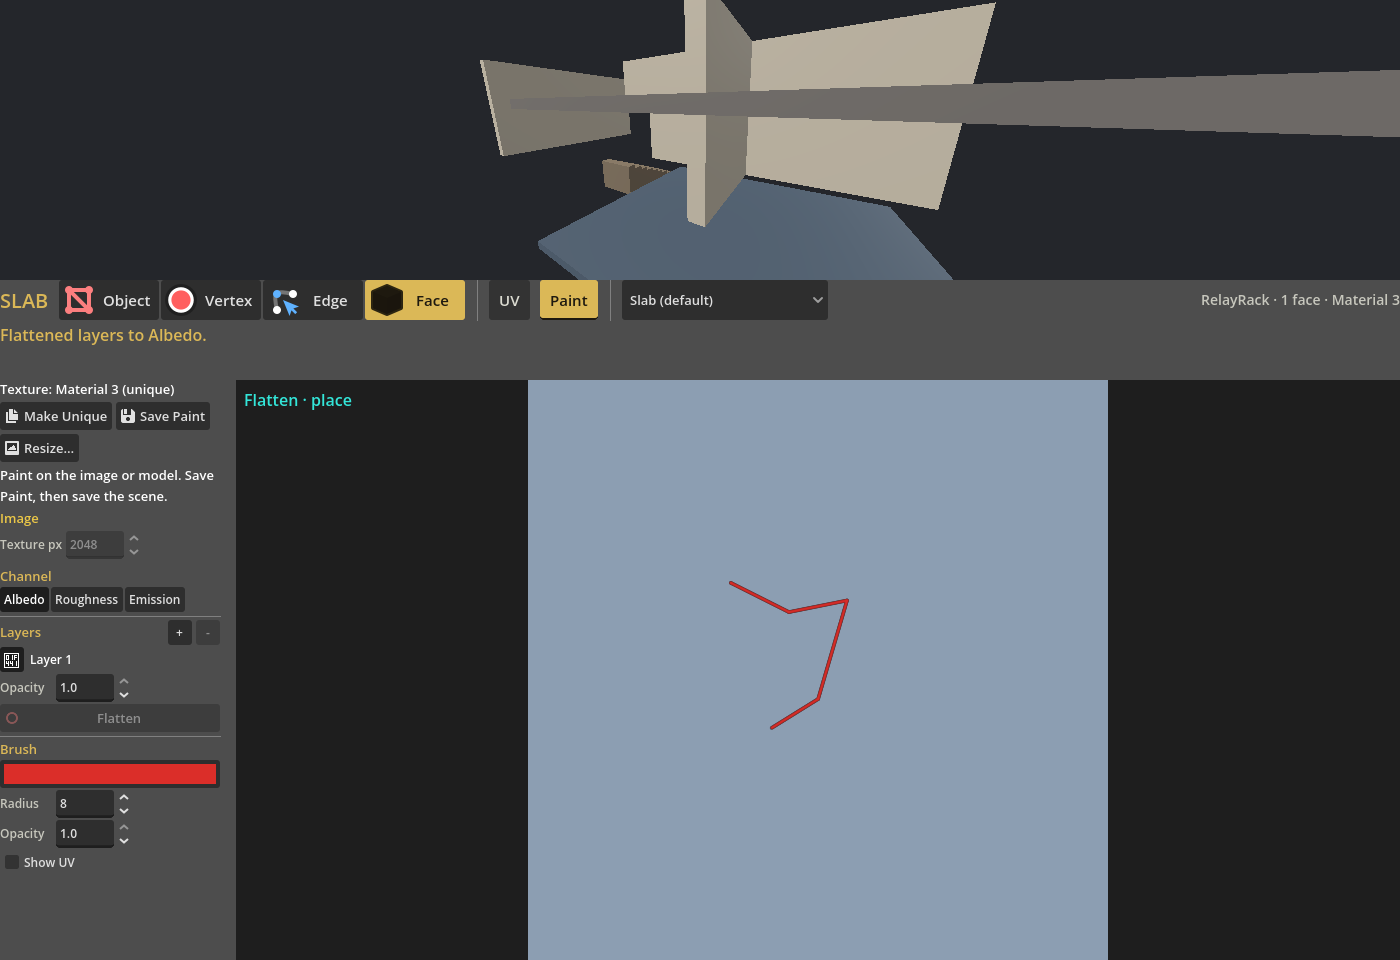 SLAB Object Vertex Edge Face UV Paint Slab (default) RelayRack · 1 face · Material 3
Flattened layers to Albedo.
Texture: Material 3 (unique)
Make Unique Save Paint
Resize...
Paint on the image or model. Save
Paint, then save the scene.
Image
Texture px 2048
Channel
Albedo Roughness Emission
Layers + -
Layer 1
Opacity 1.0
Flatten
Brush
Radius 8
Opacity 1.0
Show UV
Flatten · place